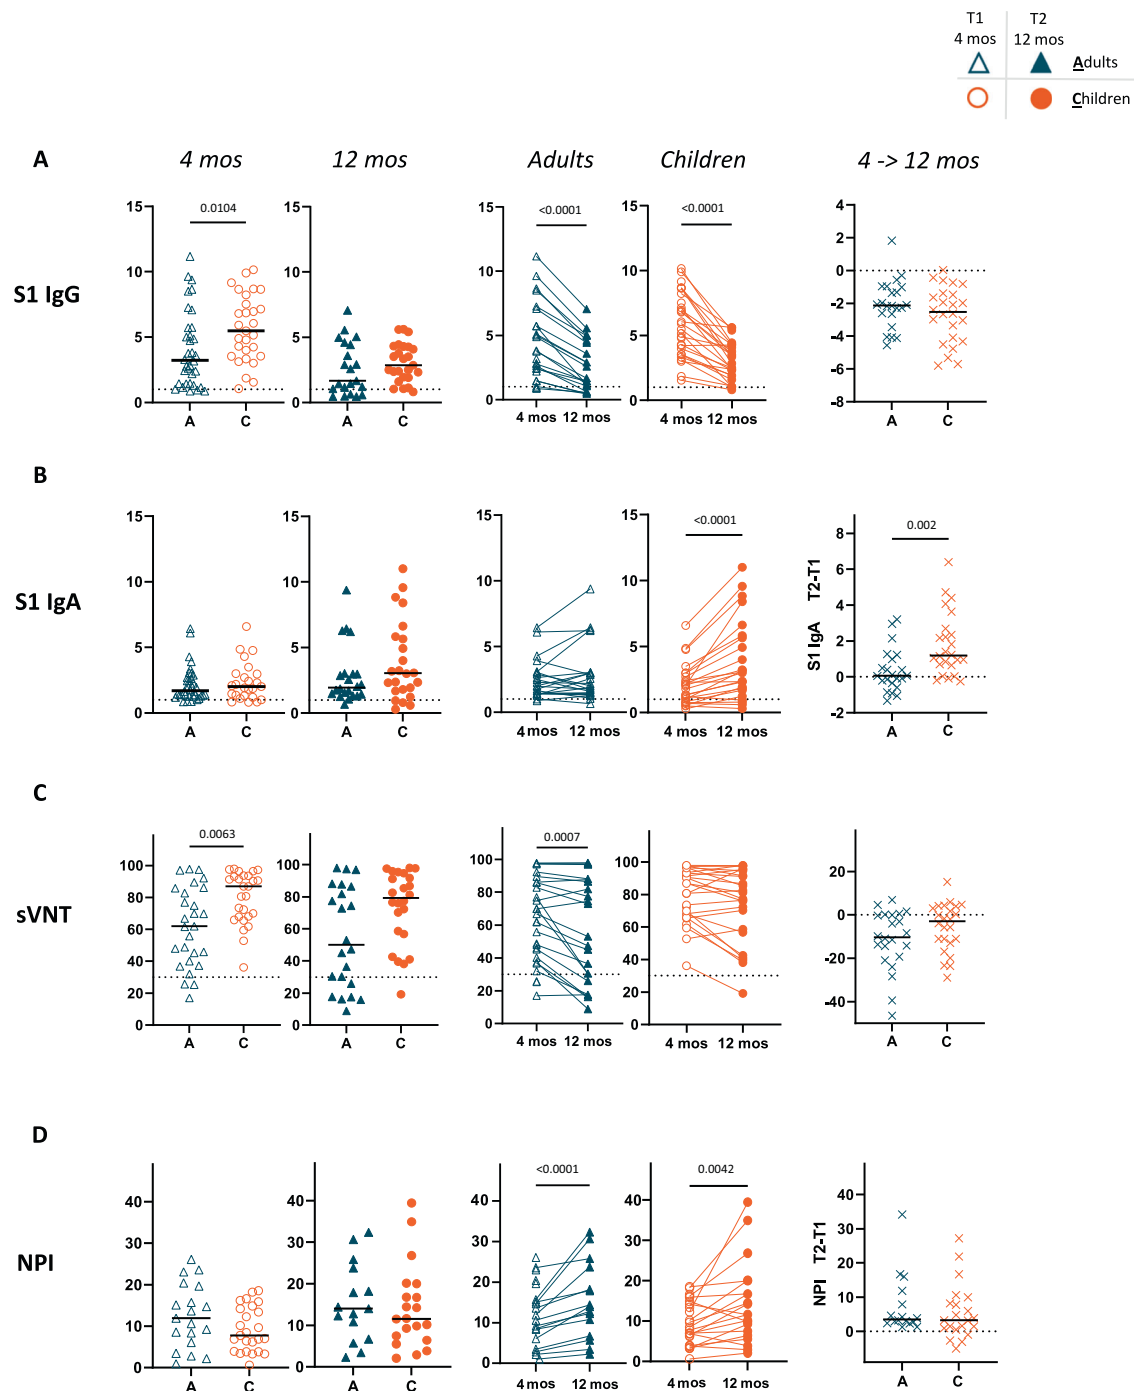 T1 T2
4 mos 12 mos
Adults
Children
A 4 mos 12 mos Adults Children 4 -> 12 mos
S1 IgG
15 10 5 0 0.0104 A C
15 10 5 0 A C
15 10 5 0 <0.0001 4 mos 12 mos
15 10 5 0 <0.0001 4 mos 12 mos
4 2 0 -2 -4 -6 -8 A C
B
S1 IgA
15 10 5 0 A C
15 10 5 0 A C
15 10 5 0 4 mos 12 mos
15 10 5 0 <0.0001 4 mos 12 mos
S1 IgA T2-T1 8 6 4 2 0 -2 0.002 A C
C
sVNT
100 80 60 40 20 0 0.0063 A C
100 80 60 40 20 0 A C
100 80 60 40 20 0 0.0007 4 mos 12 mos
100 80 60 40 20 0 4 mos 12 mos
20 0 -20 -40 A C
D
NPI
40 30 20 10 0 A C
40 30 20 10 0 A C
40 30 20 10 0 <0.0001 4 mos 12 mos
40 30 20 10 0 0.0042 4 mos 12 mos
NPI T2-T1 40 30 20 10 0 A C